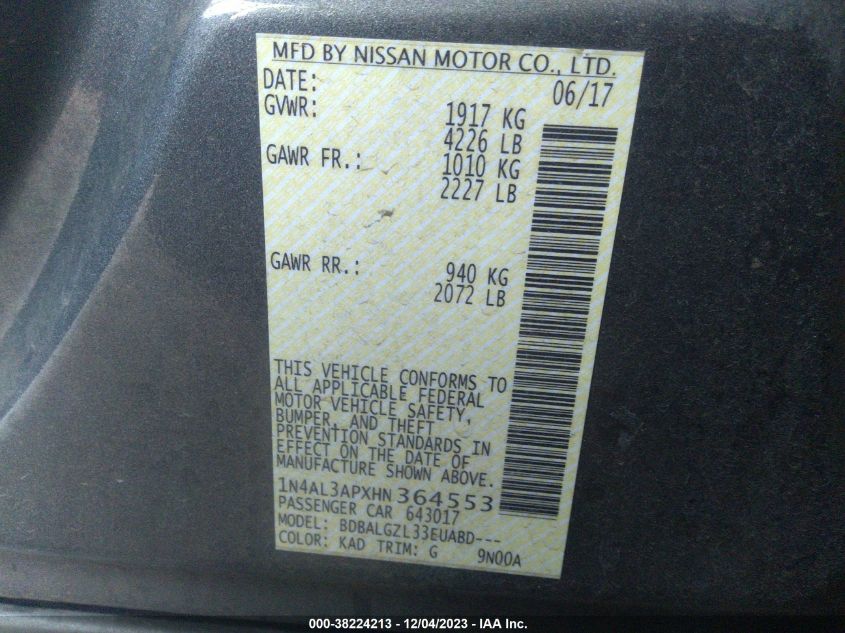 MFD BY NISSAN MOTOR CO., LTD.
DATE: 06/17
GVWR: 1917 KG
4226 LB
GAWR FR.: 1010 KG
2227 LB
GAWR RR.: 940 KG
2072 LB
THIS VEHICLE CONFORMS TO
ALL APPLICABLE FEDERAL
MOTOR VEHICLE SAFETY,
BUMPER, AND THEFT
PREVENTION STANDARDS IN
EFFECT ON THE DATE OF
MANUFACTURE SHOWN ABOVE.
1N4AL3APXHN 364553
PASSENGER CAR 643017
MODEL: BDBALGZL33EUABD---
COLOR: KAD TRIM: G 9N00A
000-38224213 - 12/04/2023 - IAA Inc.